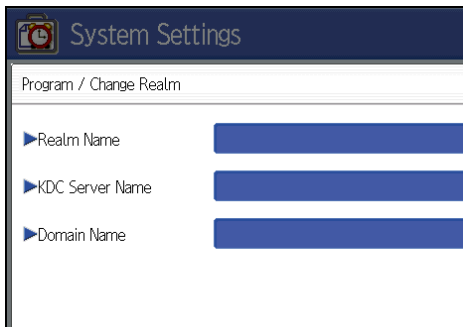 System Settings
Program / Change Realm
Realm Name
KDC Server Name
Domain Name